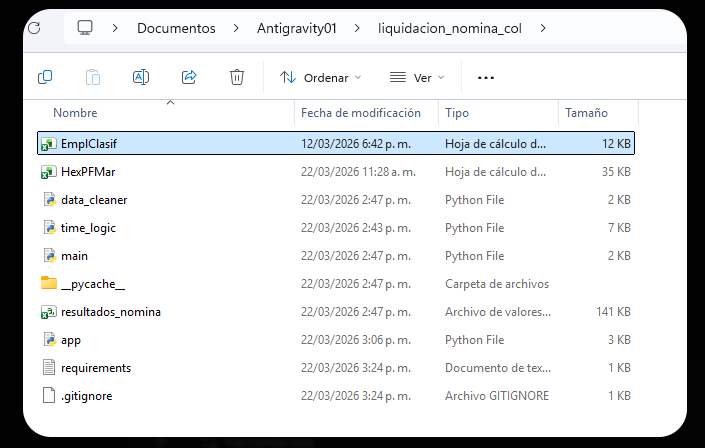 Documentos > Antigravity01 > liquidacion_nomina_col >
Ordenar Ver ...
Nombre Fecha de modificación Tipo Tamaño
EmplClasif 12/03/2026 6:42 p. m. Hoja de cálculo d... 12 KB
HexPFMar 22/03/2026 11:28 a. m. Hoja de cálculo d... 35 KB
data_cleaner 22/03/2026 2:47 p. m. Python File 2 KB
time_logic 22/03/2026 2:43 p. m. Python File 7 KB
main 22/03/2026 2:47 p. m. Python File 2 KB
__pycache__ 22/03/2026 2:47 p. m. Carpeta de archivos
resultados_nomina 22/03/2026 2:47 p. m. Archivo de valores... 141 KB
app 22/03/2026 3:06 p. m. Python File 3 KB
requirements 22/03/2026 3:24 p. m. Documento de tex... 1 KB
.gitignore 22/03/2026 3:24 p. m. Archivo GITIGNORE 1 KB